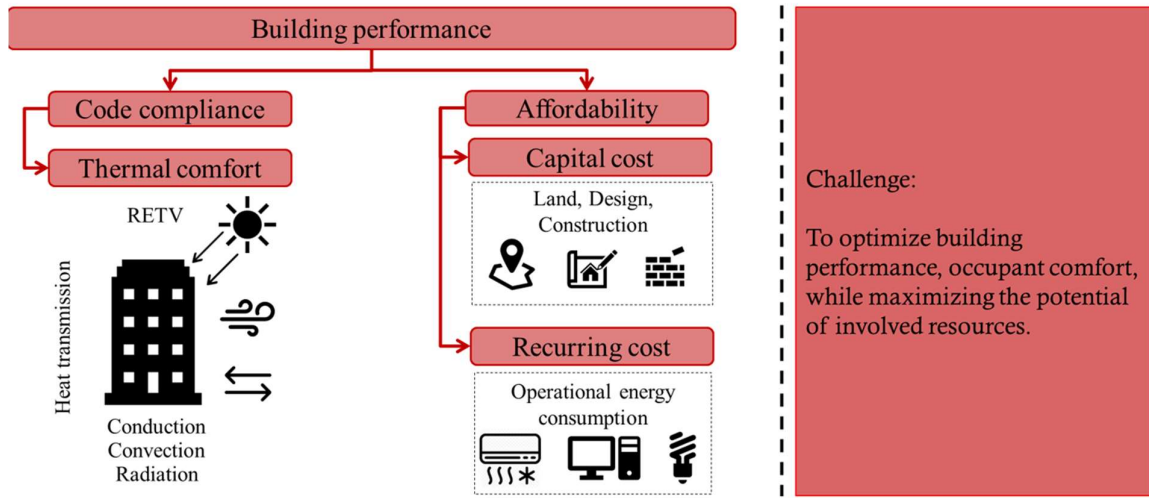 Building performance
Code compliance
Thermal comfort
RETV
Heat transmission
Conduction
Convection
Radiation
Affordability
Capital cost
Land, Design,
Construction
Recurring cost
Operational energy
consumption
Challenge:
To optimize building
performance, occupant comfort,
while maximizing the potential
of involved resources.